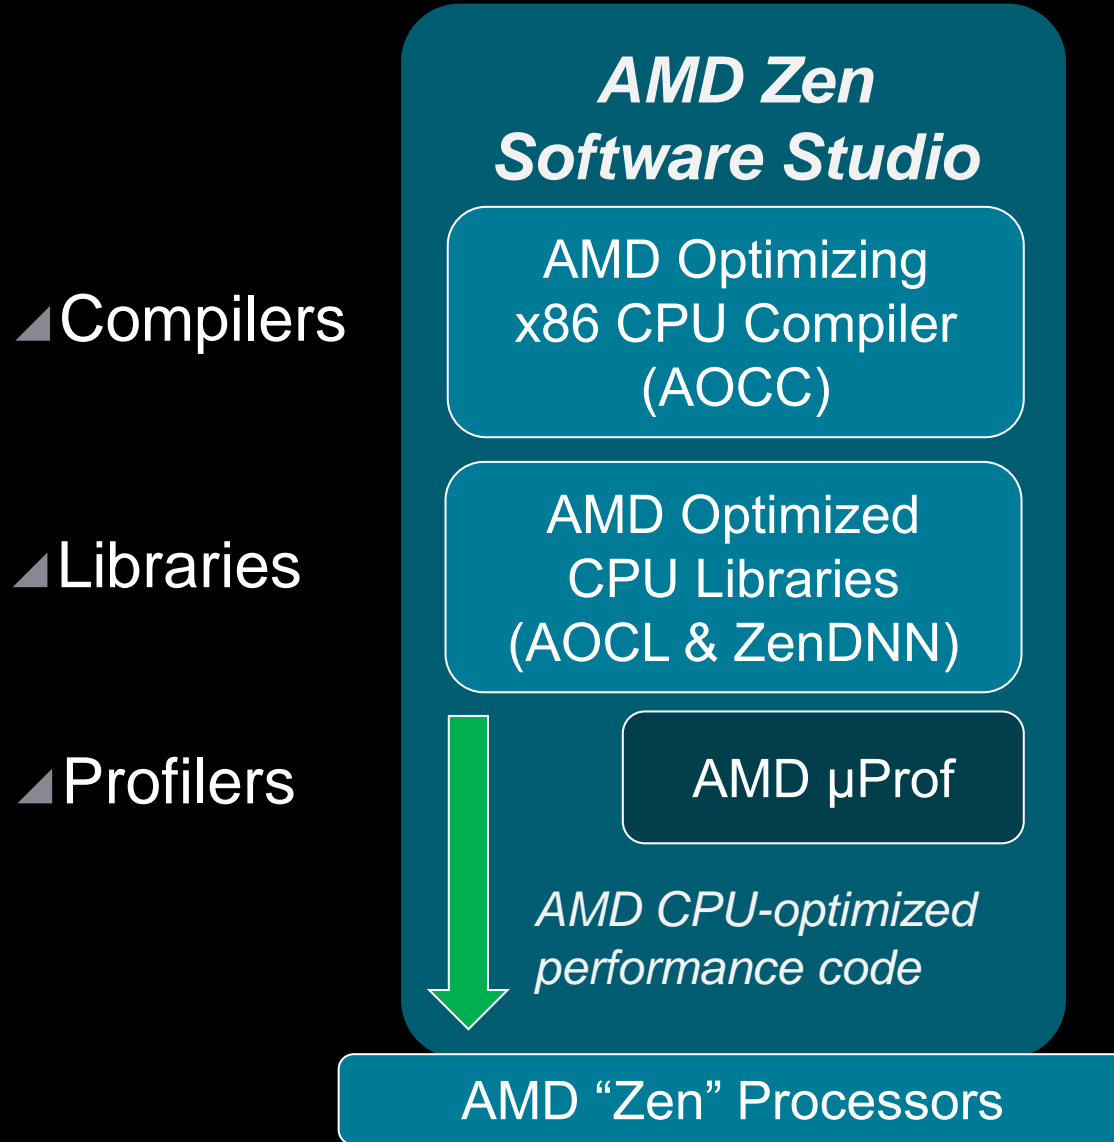 AMD Zen
Software Studio
Compilers
AMD Optimizing
x86 CPU Compiler
(AOCC)
Libraries
AMD Optimized
CPU Libraries
(AOCL & ZenDNN)
Profilers
AMD µProf
AMD CPU-optimized
performance code
AMD “Zen” Processors